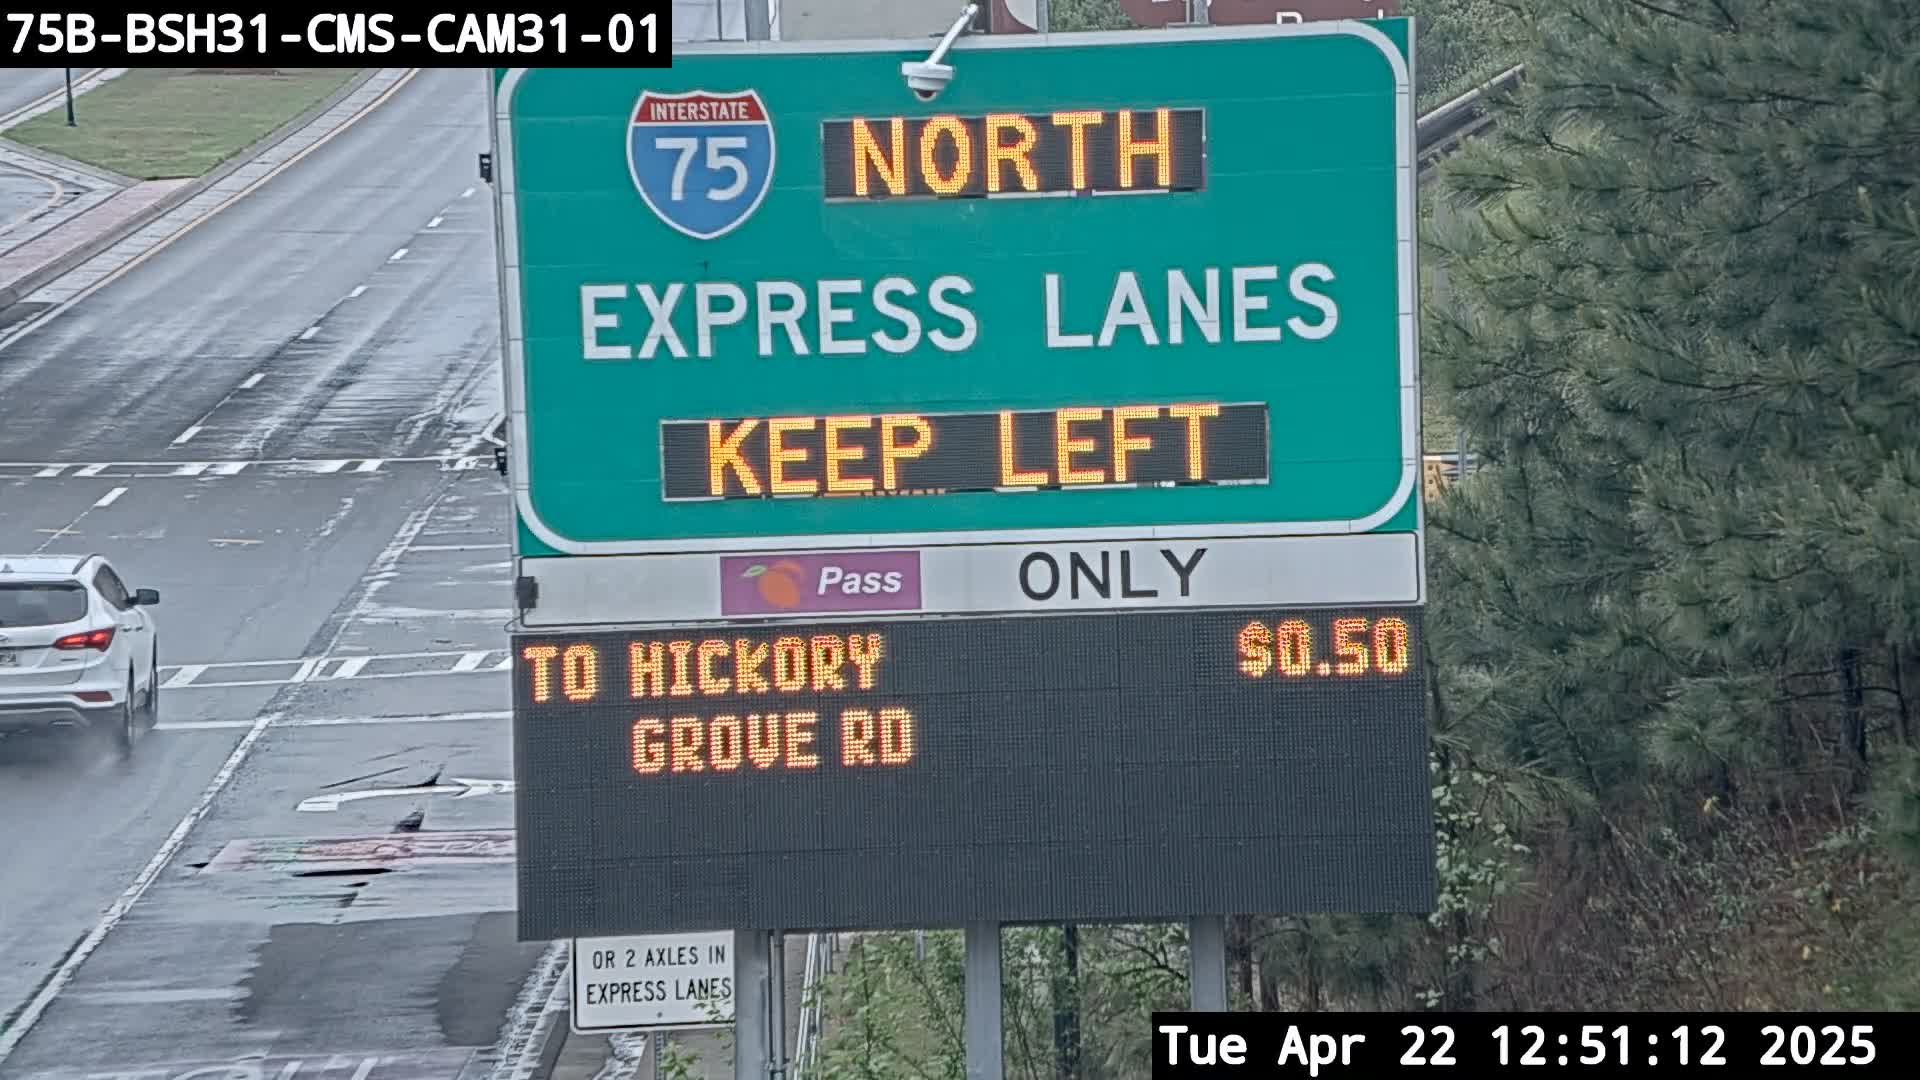 75B-BSH31-CMS-CAM31-01
INTERSTATE
75
NORTH
EXPRESS LANES
KEEP LEFT
Pass ONLY
TO HICKORY $0.50
GROVE RD
OR 2 AXLES IN
EXPRESS LANES
Tue Apr 22 12:51:12 2025